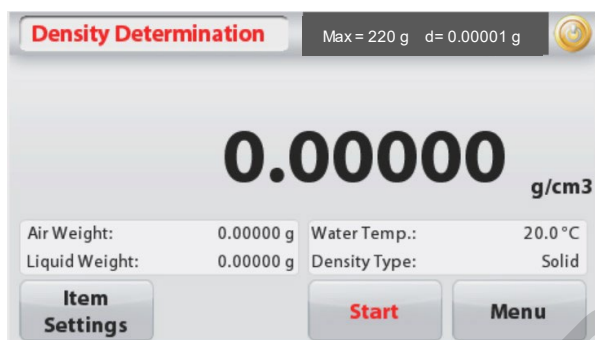 Density Determination Max = 220 g d= 0.00001 g
0.00000
g/cm3
Air Weight: 0.00000 g Water Temp.: 20.0 °C
Liquid Weight: 0.00000 g Density Type: Solid
Item
Settings
Start
Menu